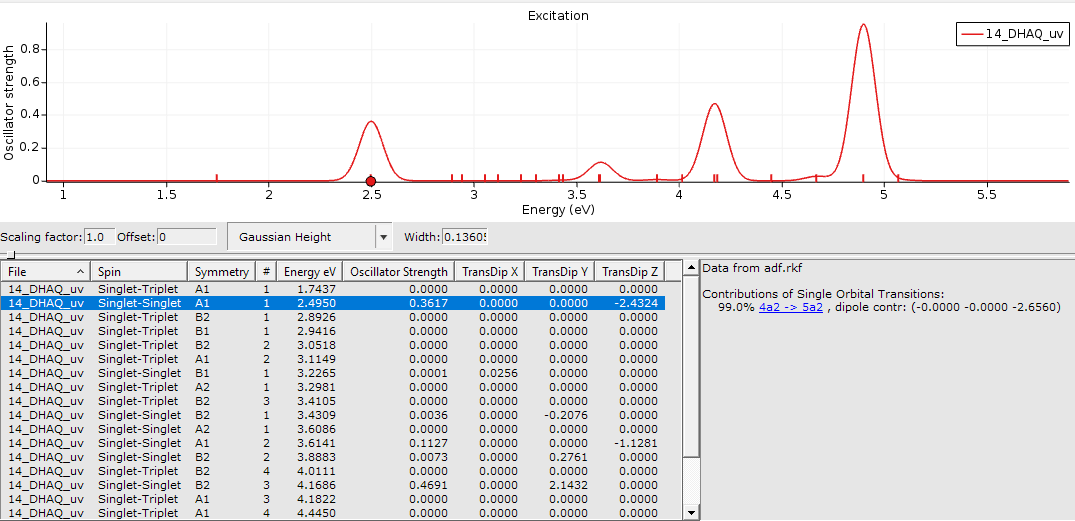 Excitation
14_DHAQ_uv
Oscillator strength
0.8
0.6
0.4
0.2
0
1 1.5 2 2.5 3 3.5 4 4.5 5 5.5
Energy (eV)
Scaling factor: 1.0 Offset: 0 Gaussian Height Width: 0.1360
File Spin Symmetry # Energy eV Oscillator Strength TransDip X TransDip Y TransDip Z
14_DHAQ_uv Singlet-Triplet A1 1 1.7437 0.0000 0.0000 0.0000 0.0000
14_DHAQ_uv Singlet-Singlet A1 1 2.4950 0.3617 0.0000 0.0000 -2.4324
14_DHAQ_uv Singlet-Triplet B2 1 2.8926 0.0000 0.0000 0.0000 0.0000
14_DHAQ_uv Singlet-Triplet B1 1 2.9416 0.0000 0.0000 0.0000 0.0000
14_DHAQ_uv Singlet-Triplet B2 2 3.0518 0.0000 0.0000 0.0000 0.0000
14_DHAQ_uv Singlet-Triplet A1 2 3.1149 0.0000 0.0000 0.0000 0.0000
14_DHAQ_uv Singlet-Singlet B1 1 3.2265 0.0001 0.0256 0.0000 0.0000
14_DHAQ_uv Singlet-Triplet A2 1 3.2981 0.0000 0.0000 0.0000 0.0000
14_DHAQ_uv Singlet-Triplet B2 3 3.4105 0.0000 0.0000 0.0000 0.0000
14_DHAQ_uv Singlet-Singlet B2 1 3.4309 0.0036 0.0000 -0.2076 0.0000
14_DHAQ_uv Singlet-Singlet A2 1 3.6086 0.0000 0.0000 0.0000 0.0000
14_DHAQ_uv Singlet-Singlet A1 2 3.6141 0.1127 0.0000 0.0000 -1.1281
14_DHAQ_uv Singlet-Singlet B2 2 3.8883 0.0073 0.0000 0.2761 0.0000
14_DHAQ_uv Singlet-Triplet B2 4 4.0111 0.0000 0.0000 0.0000 0.0000
14_DHAQ_uv Singlet-Singlet B2 3 4.1686 0.4691 0.0000 2.1432 0.0000
14_DHAQ_uv Singlet-Triplet A1 3 4.1822 0.0000 0.0000 0.0000 0.0000
14_DHAQ_uv Singlet-Triplet A1 4 4.4450 0.0000 0.0000 0.0000 0.0000
Data from adf.rkf
Contributions of Single Orbital Transitions:
99.0% 4a2 -> 5a2 , dipole contr: (-0.0000 -0.0000 -2.6560)